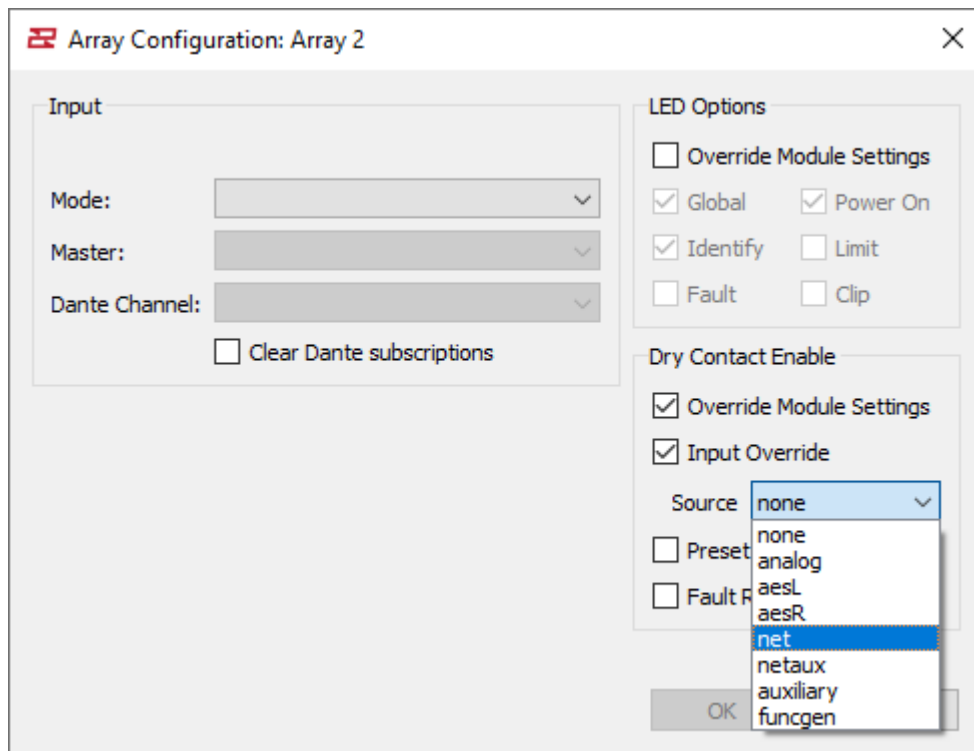 Array Configuration: Array 2
Input
Mode:
Master:
Dante Channel:
Clear Dante subscriptions
LED Options
Override Module Settings
Global Power On
Identify Limit
Fault Clip
Dry Contact Enable
Override Module Settings
Input Override
Source none
none
analog
aesL
aesR
net
netaux
auxiliary
funcgen
Preset
Fault R
OK